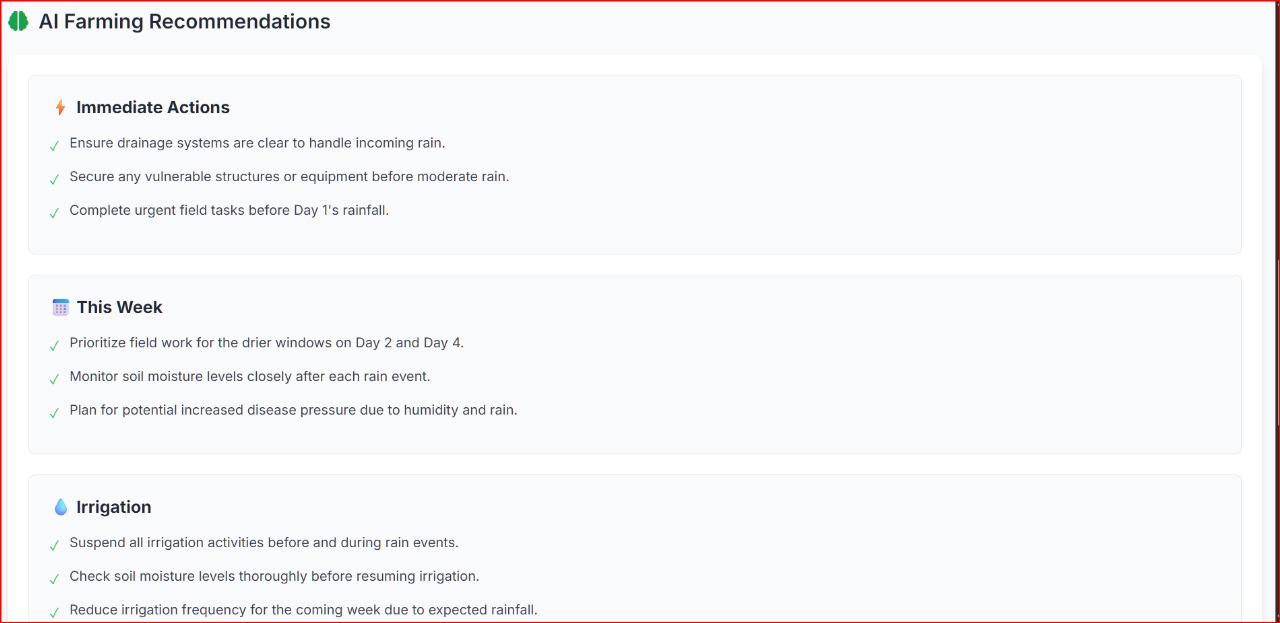 AI Farming Recommendations
Immediate Actions
Ensure drainage systems are clear to handle incoming rain.
Secure any vulnerable structures or equipment before moderate rain.
Complete urgent field tasks before Day 1's rainfall.
This Week
Prioritize field work for the drier windows on Day 2 and Day 4.
Monitor soil moisture levels closely after each rain event.
Plan for potential increased disease pressure due to humidity and rain.
Irrigation
Suspend all irrigation activities before and during rain events.
Check soil moisture levels thoroughly before resuming irrigation.
Reduce irrigation frequency for the coming week due to expected rainfall.